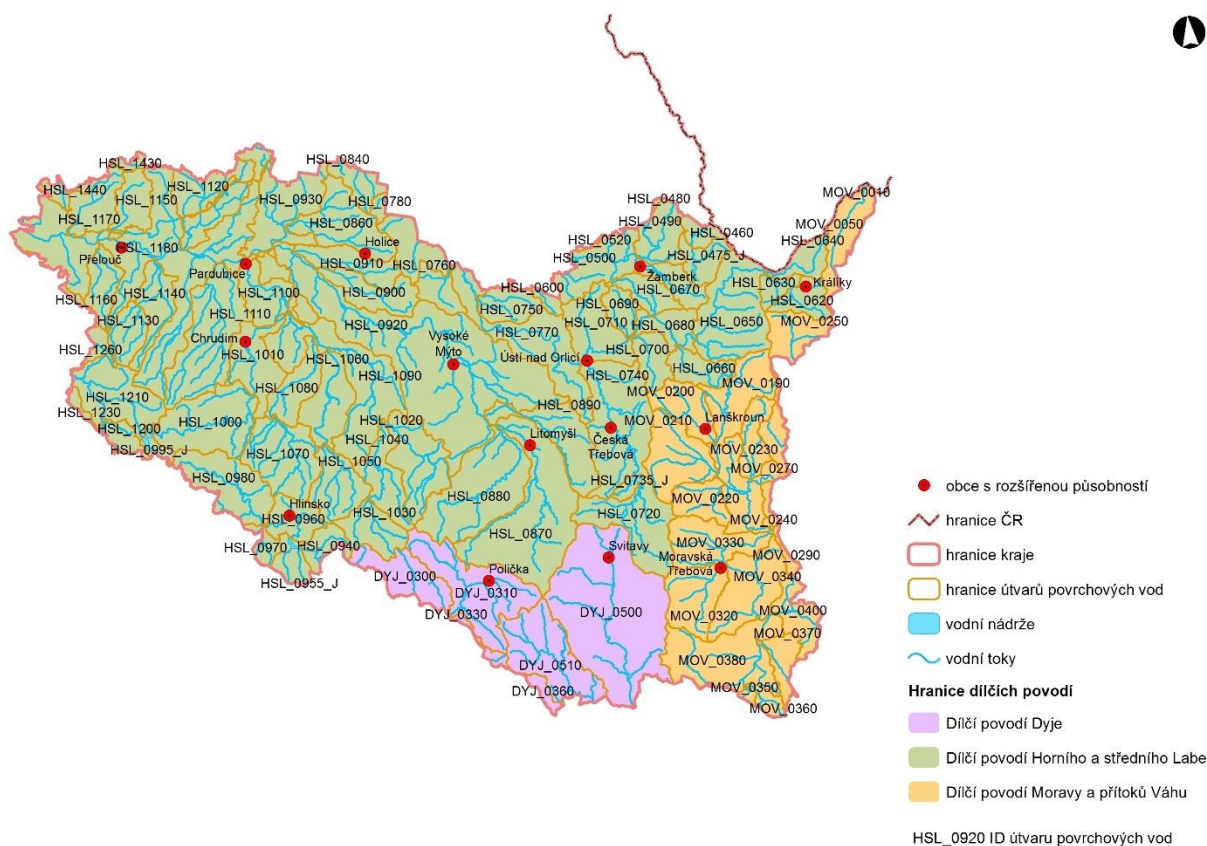 HSL_0840
HSL_1430
HSL_1120
HSL_1440
HSL_1150
HSL_0930
HSL_0780
HSL_0480
MOV_0010
HSL_1170
HSL_0860
HSL_0490
HSL_0460
MOV_0050
HSL_0520
HSL_0640
Holice
HSL_1180
Přelouč
HSL_0910
HSL_0760
HSL_0500
HSL_0475_J
Pardubice
Žamberk
HSL_0630
Králíky
HSL_1160
HSL_1140
HSL_1100
HSL_0900
HSL_0600
HSL_0670
HSL_0620
HSL_1130
HSL_1110
HSL_0750
HSL_0690
HSL_0710
HSL_0650
MOV_0250
HSL_0920
HSL_0770
HSL_0680
Chrudim
Vysoké
Mýto
HSL_1260
HSL_1010
HSL_1060
Ústí nad Orlicí
HSL_0700
HSL_1090
HSL_0740
HSL_0660
HSL_1210
HSL_1080
MOV_0200
MOV_0190
HSL_1230
HSL_1200
HSL_1000
HSL_1020
HSL_0890
MOV_0210
Lanškroun
HSL_1040
Litomyšl
Česká
Třebová
HSL_0995_J
HSL_1070
HSL_1050
MOV_0230
HSL_0980
HSL_0735_J
MOV_0270
HSL_0880
MOV_0220
Hlinsko
HSL_0960
HSL_1030
HSL_0720
MOV_0240
HSL_0870
HSL_0970
HSL_0940
Svitavy
MOV_0330
Moravská
Třebová
MOV_0290
HSL_0955_J
DYJ_0300
Polička
DYJ_0310
MOV_0340
DYJ_0330
DYJ_0500
MOV_0320
MOV_0400
MOV_0370
DYJ_0510
MOV_0380
DYJ_0360
MOV_0350
MOV_0360
obce s rozšířenou působností
hranice ČR
hranice kraje
hranice útvarů povrchových vod
vodní nádrže
vodní toky
Hranice dílčích povodí
Dílčí povodí Dyje
Dílčí povodí Horního a středního Labe
Dílčí povodí Moravy a přítoků Váhu
HSL_0920 ID útvaru povrchových vod